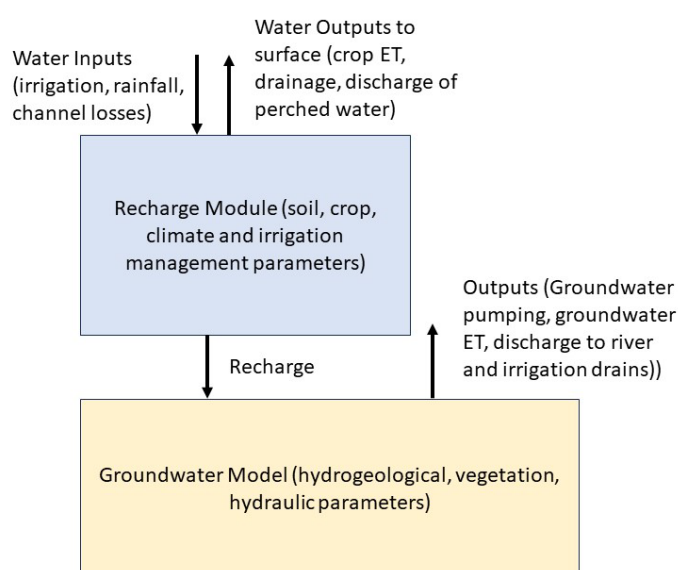 Water Inputs
(irrigation, rainfall,
channel losses)
Water Outputs to
surface (crop ET,
drainage, discharge of
perched water)
Recharge Module (soil, crop,
climate and irrigation
management parameters)
Outputs (Groundwater
pumping, groundwater
ET, discharge to river
and irrigation drains))
Recharge
Groundwater Model (hydrogeological, vegetation,
hydraulic parameters)